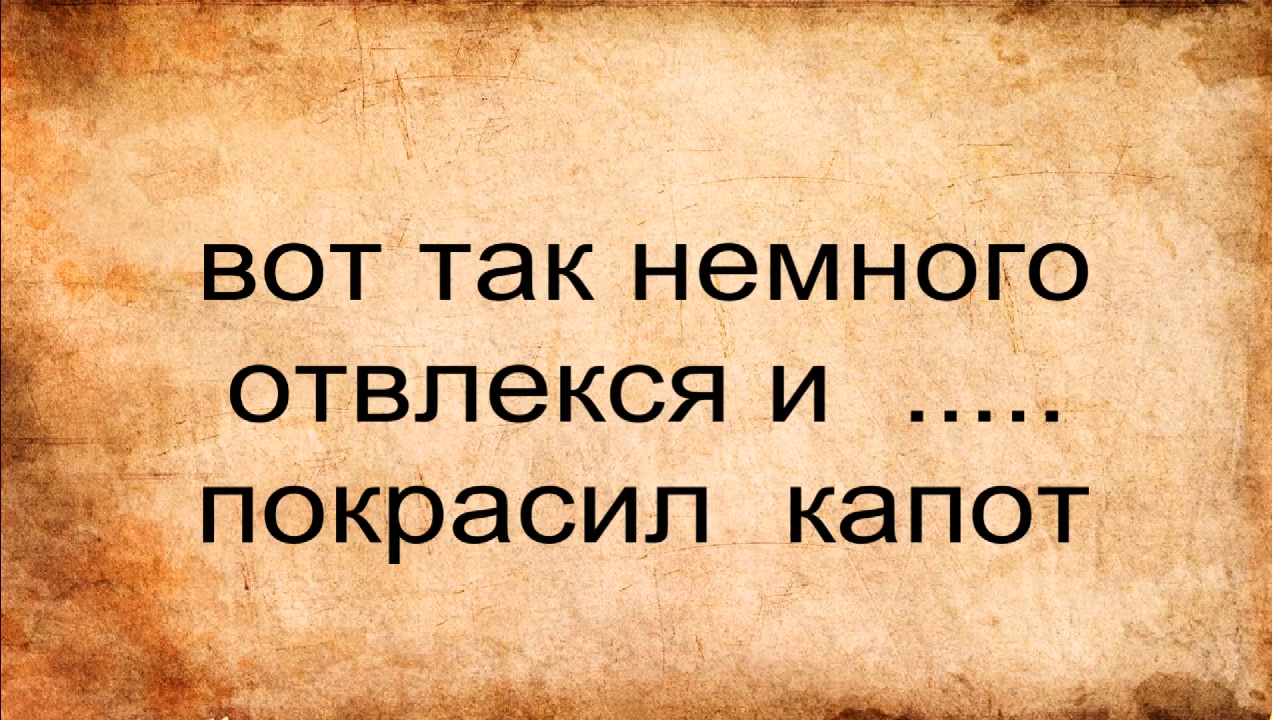 вот так немного
отвлекся и  .....
покрасил  капот